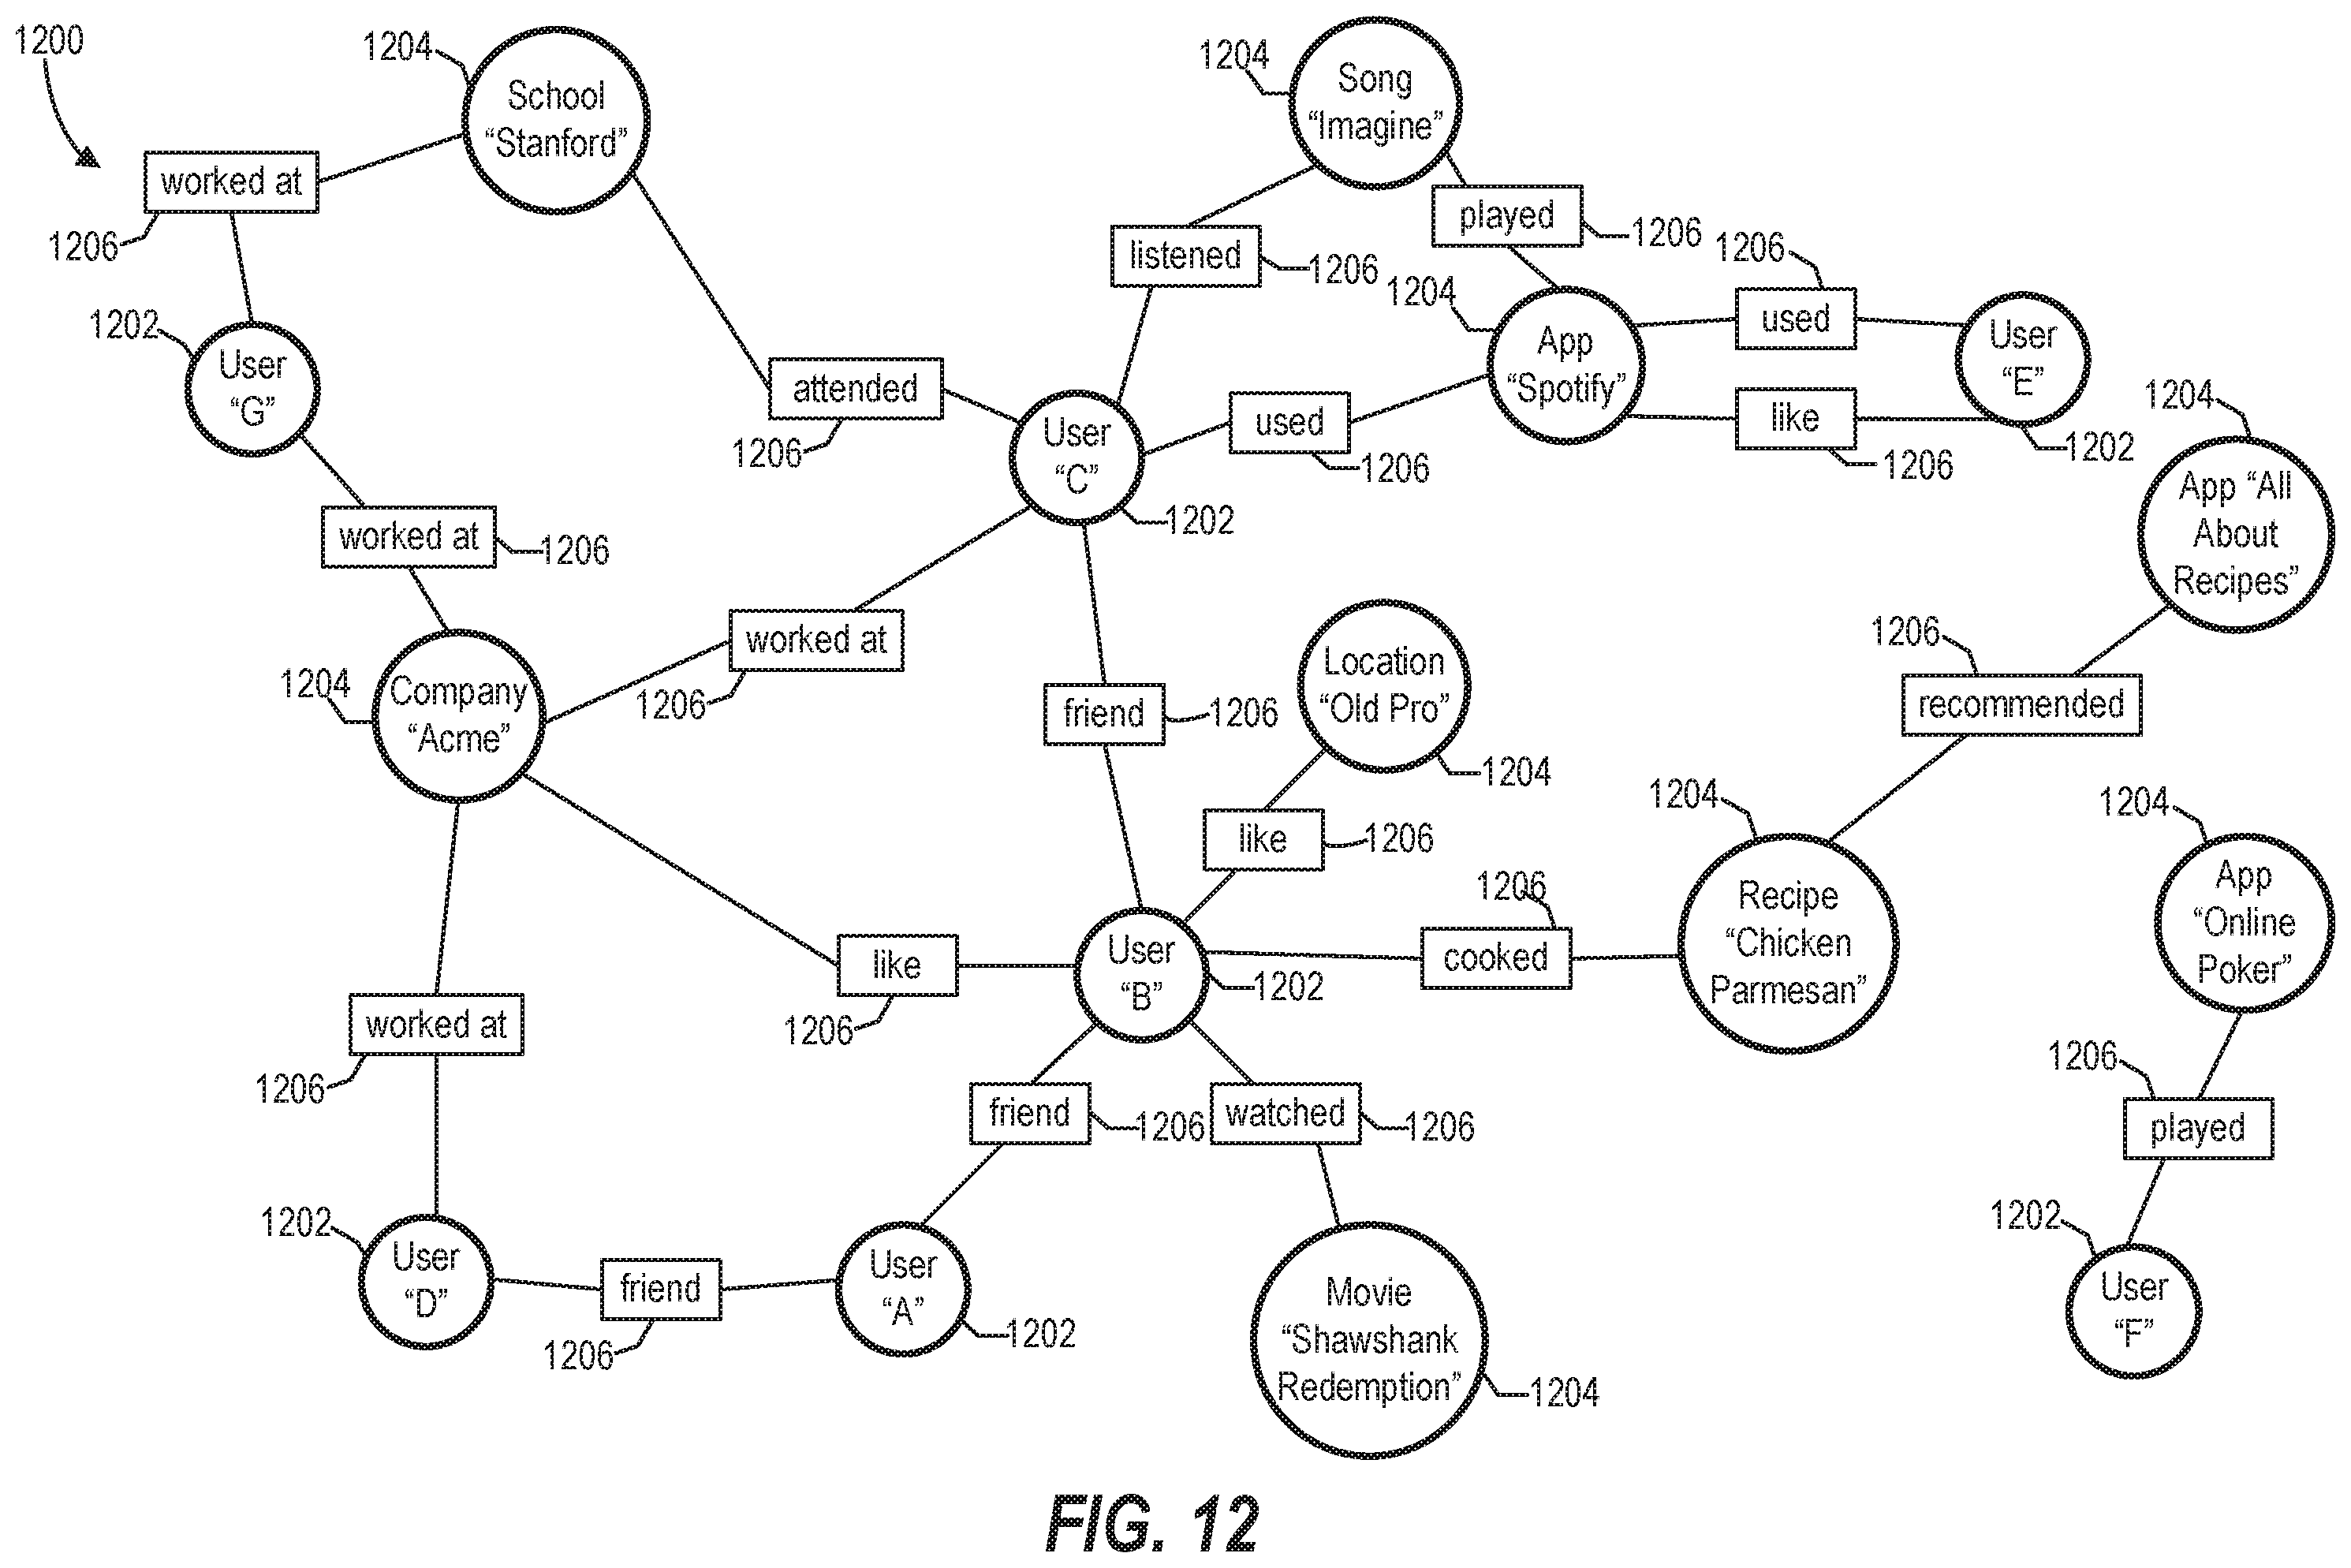 1200
1204
School
“Stanford”
worked at
1206
1204
Song
“Imagine”
played
1206
listened
1206
1206
used
1204
App
“Spotify”
User
“E”
1202
like
1206
1202
User
“G”
attended
1206
User
“C”
1202
used
1206
1204
App “All
About
Recipes”
worked at
1206
worked at
1206
1204
Company
“Acme”
friend
1206
Location
“Old Pro”
1204
1206
recommended
like
1206
1204
Recipe
“Chicken
Parmesan”
1206
cooked
1204
App
“Online
Poker”
like
1206
User
“B”
1202
worked at
1206
friend
1206
watched
1206
1206
played
1202
User
“D”
friend
1206
User
“A”
1202
Movie
“Shawshank
Redemption”
1204
1202
User
“F”
FIG. 12